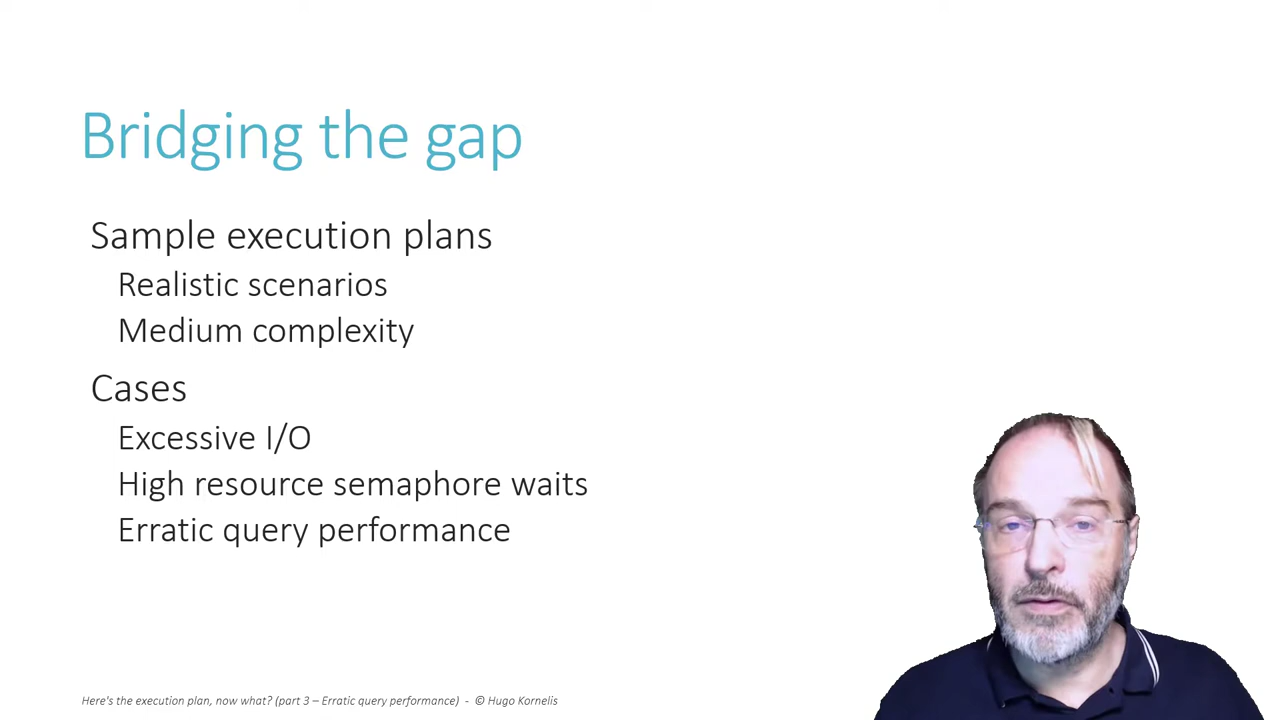 Bridging the gap
Sample execution plans
Realistic scenarios
Medium complexity
Cases
Excessive I/O
High resource semaphore waits
Erratic query performance
Here's the execution plan, now what? (part 3 – Erratic query performance) - © Hugo Kornelis